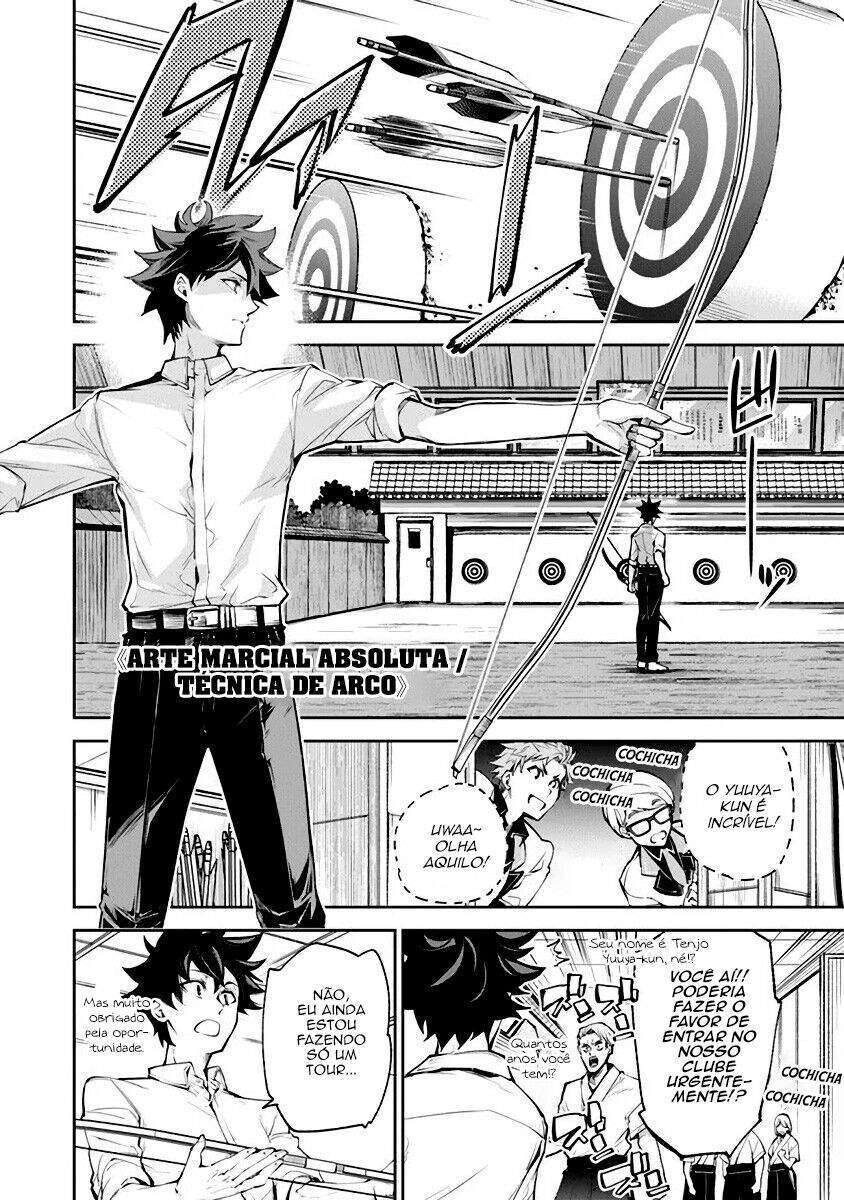 《ARTE MARCIAL ABSOLUTA /
TÉCNICA DE ARCO》
O YUUYA-
KUN É
INCRÍVEL!
COCHICHA
COCHICHA
COCHICHA
UWAA~
OLHA
AQUILO!
Seu nome é Tenjo
Yuuya-kun, né!?
VOCÊ AÍ!!
PODERIA
FAZER O
FAVOR DE
ENTRAR NO
NOSSO
CLUBE
URGENTE-
MENTE!?
Quantos
anos você
tem!?
COCHICHA
COCHICHA
NÃO,
EU AINDA
ESTOU
FAZENDO
SÓ UM
TOUR...
Mas muito
obrigado
pela opor-
tunidade.